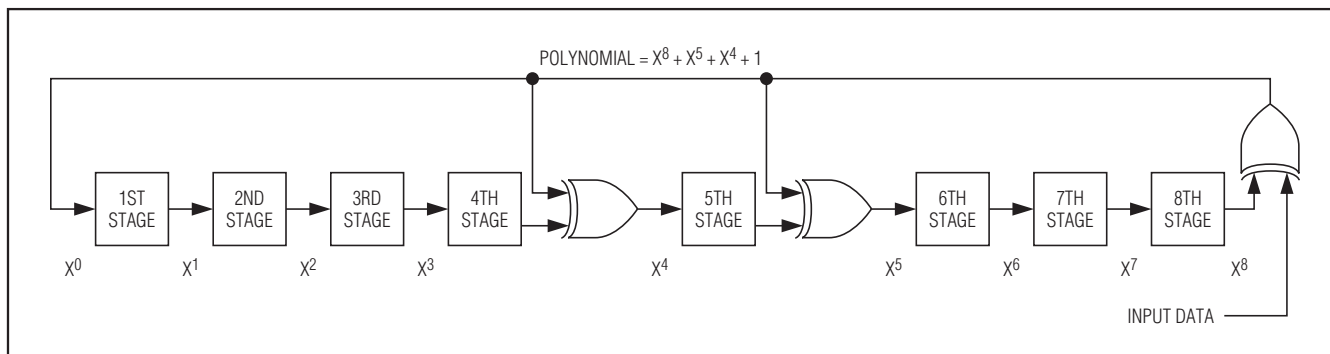 POLYNOMIAL = X⁸ + X⁵ + X⁴ + 1
1ST
STAGE
2ND
STAGE
3RD
STAGE
4TH
STAGE
5TH
STAGE
6TH
STAGE
7TH
STAGE
8TH
STAGE
X⁰
X¹
X²
X³
X⁴
X⁵
X⁶
X⁷
X⁸
INPUT DATA